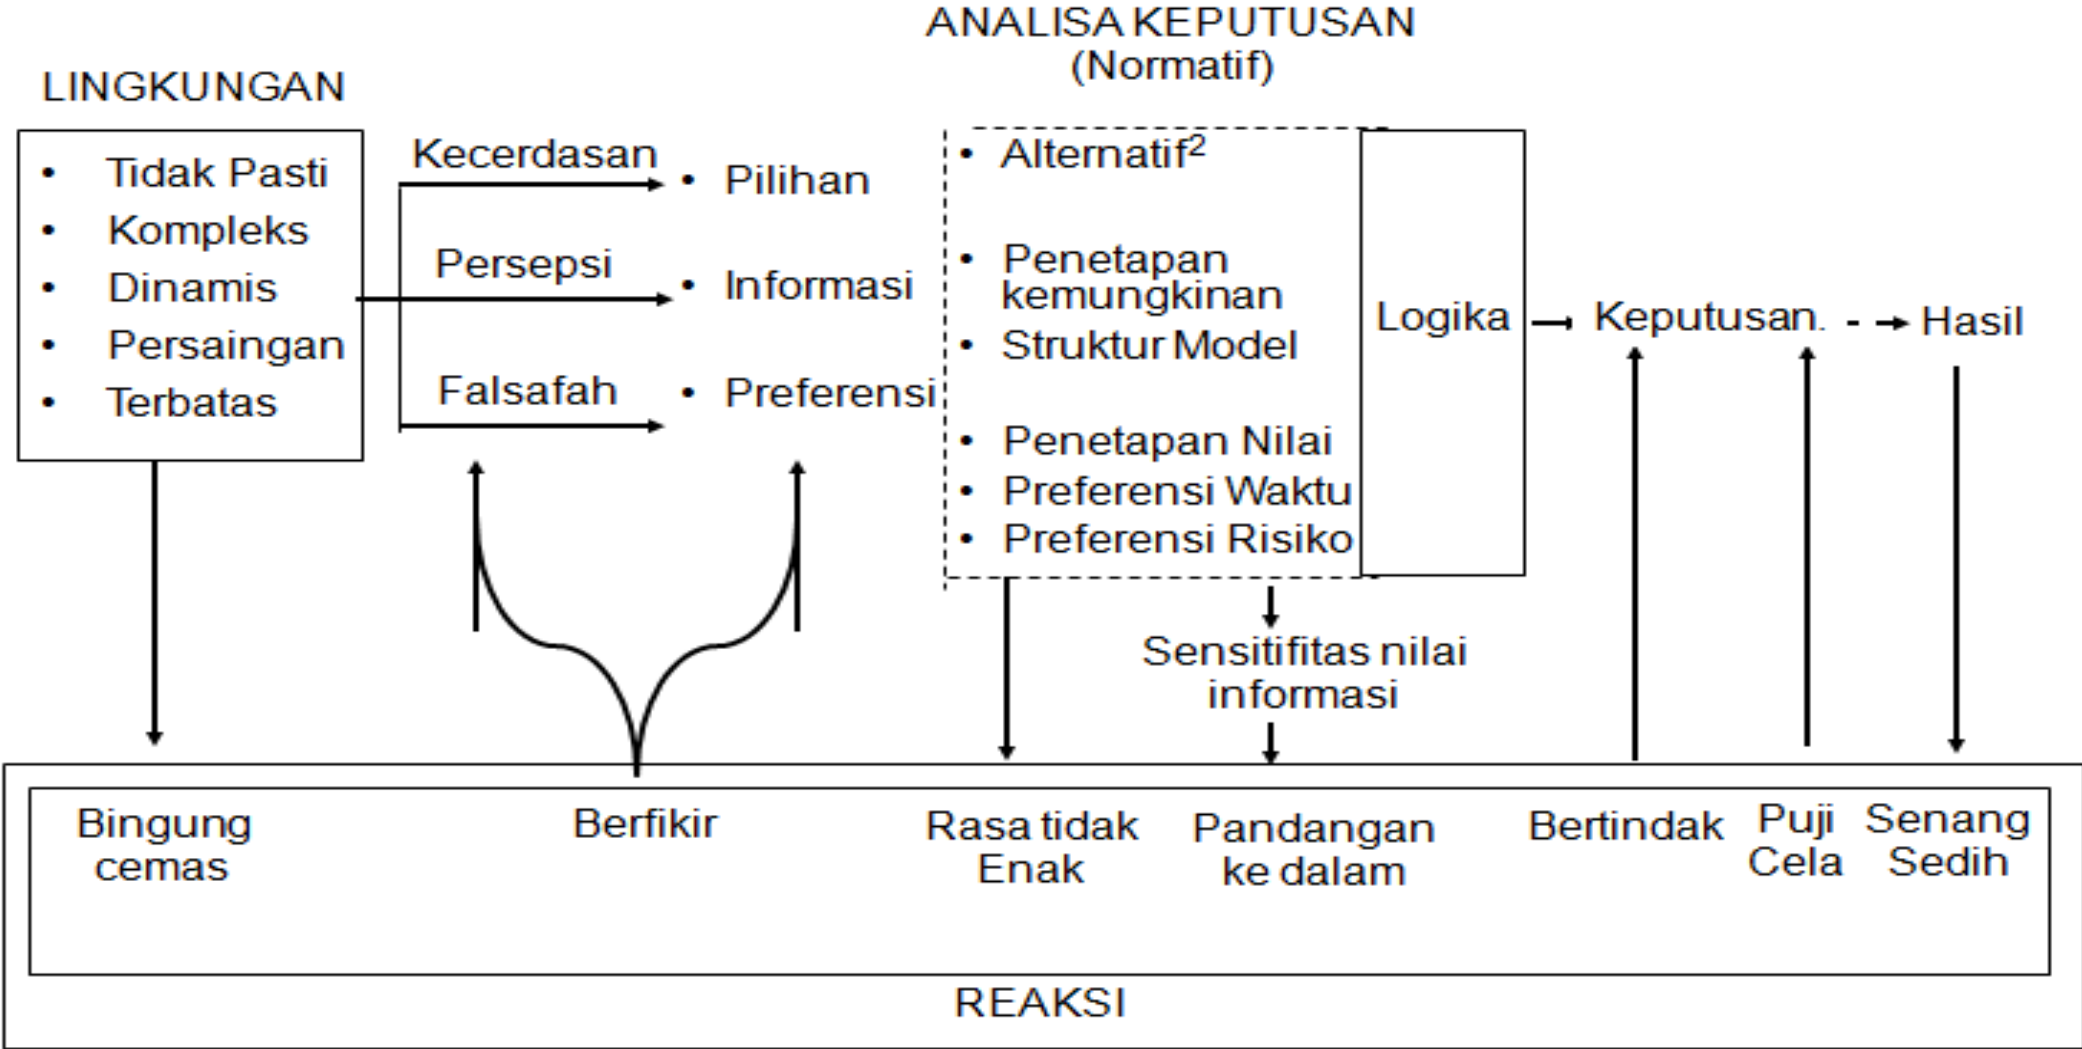 ANALISA KEPUTUSAN
(Normatif)
LINGKUNGAN
• Tidak Pasti
• Kompleks
• Dinamis
• Persaingan
• Terbatas
Kecerdasan
• Pilihan
Persepsi
• Informasi
Falsafah
• Preferensi
• Alternatif²
• Penetapan
kemungkinan
• Struktur Model
• Penetapan Nilai
• Preferensi Waktu
• Preferensi Risiko
Logika
Keputusan.
Hasil
Sensitifitas nilai
informasi
Bingung
cemas
Berfikir
Rasa tidak
Enak
Pandangan
ke dalam
Bertindak
Puji
Cela
Senang
Sedih
REAKSI